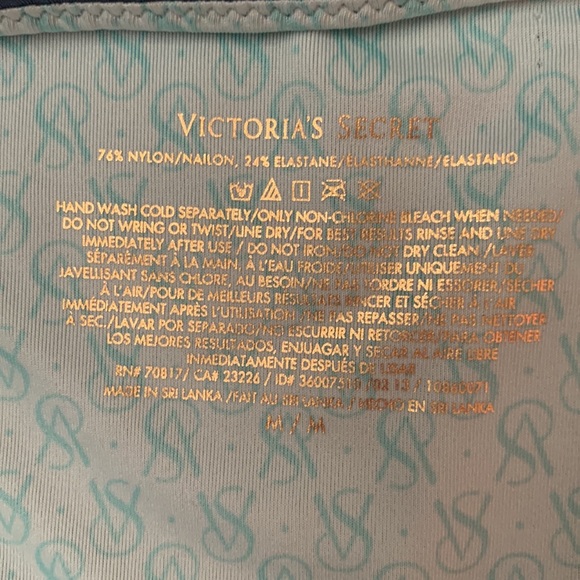 VICTORIA'S SECRET
76% NYLON/NAILON, 24% ELASTANE/ELASTHANNE/ELASTANO
HAND WASH COLD SEPARATELY/ONLY NON-CHLORINE BLEACH WHEN NEEDED/
DO NOT WRING OR TWIST/LINE DRY/FOR BEST RESULTS RINSE AND LINE DRY
IMMEDIATELY AFTER USE / DO NOT IRON/DO NOT DRY CLEAN /LAVER
SÉPARÉMENT À LA MAIN, À L'EAU FROIDE/UTILISER UNIQUEMENT DU
JAVELLISANT SANS CHLORE, AU BESOIN/NE PAS TORDRE NI ESSORER/SÉCHER
À L'AIR/POUR DE MEILLEURS RESULTATS RINCER ET SÉCHER À L'AIR
IMMÉDIATEMENT APRÈS L'UTILISATION /NE PAS REPASSER/NE PAS NETTOYER
À SEC./LAVAR POR SEPARADO/NO ESCURRIR NI RETORCER/PARA OBTENER
LOS MEJORES RESULTADOS, ENJUAGAR Y SECAR AL AIRE LIBRE
INMEDIATAMENTE DESPUÉS DE USAR
RN# 70817/ CA# 23226 / ID#
MADE IN SRI LANKA /FAIT AU SRI LANKA / HECHO EN SRI LANKA
M / M